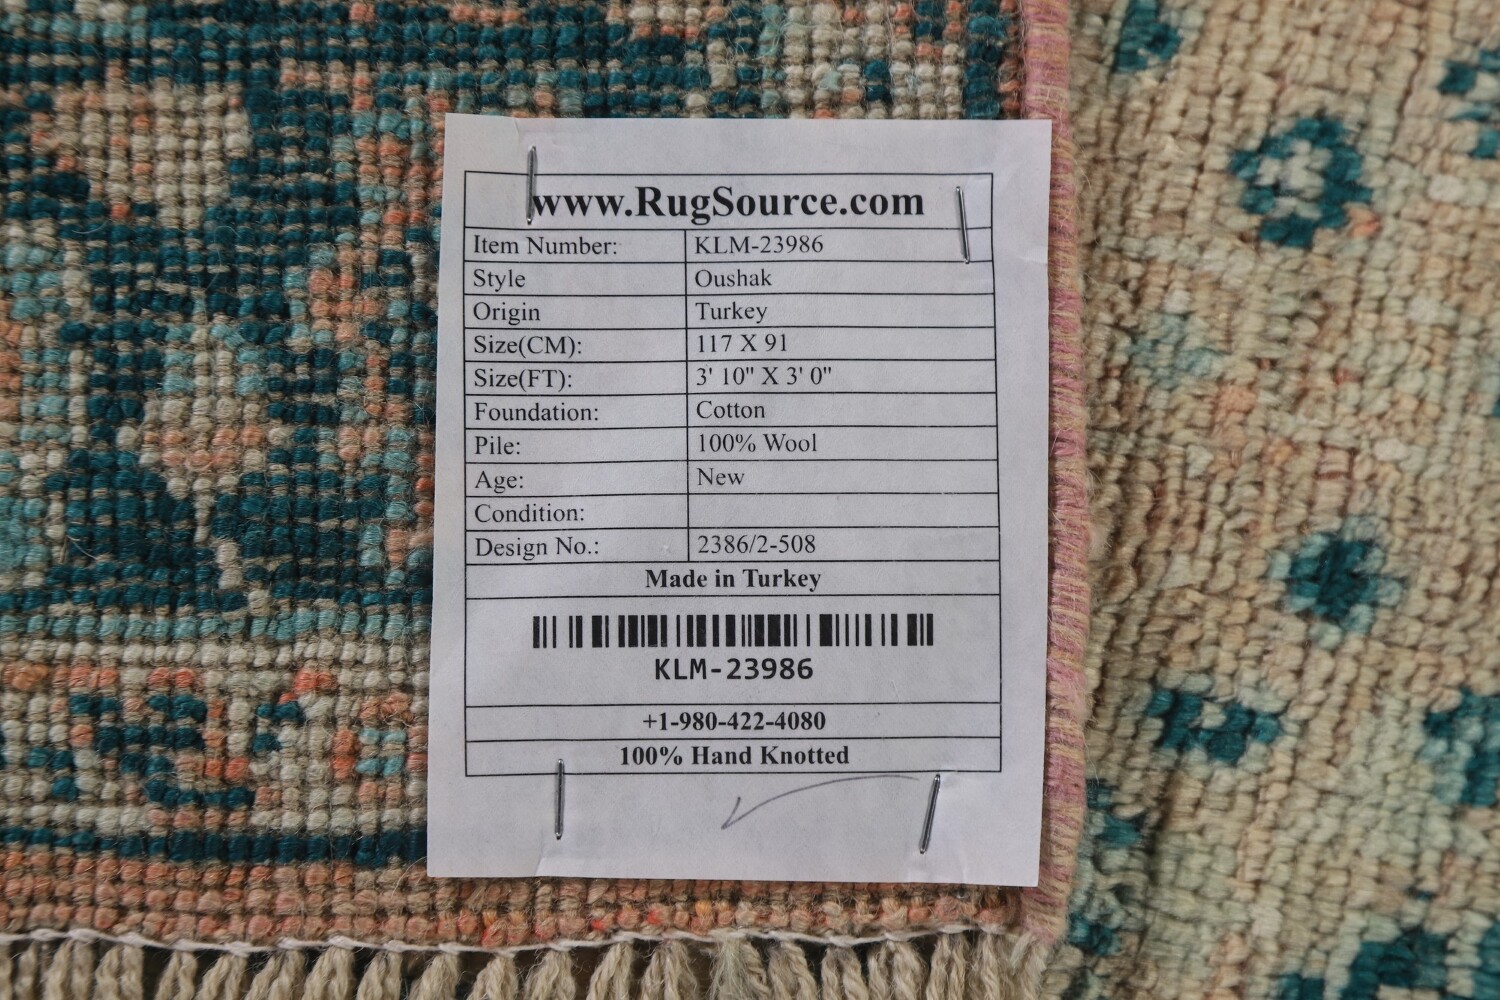 www.RugSource.com
Item Number: KLM-23986
Style Oushak
Origin Turkey
Size(CM): 117 X 91
Size(FT): 3' 10" X 3' 0"
Foundation: Cotton
Pile: 100% Wool
Age: New
Condition:
Design No.: 2386/2-508
Made in Turkey
KLM-23986
+1-980-422-4080
100% Hand Knotted